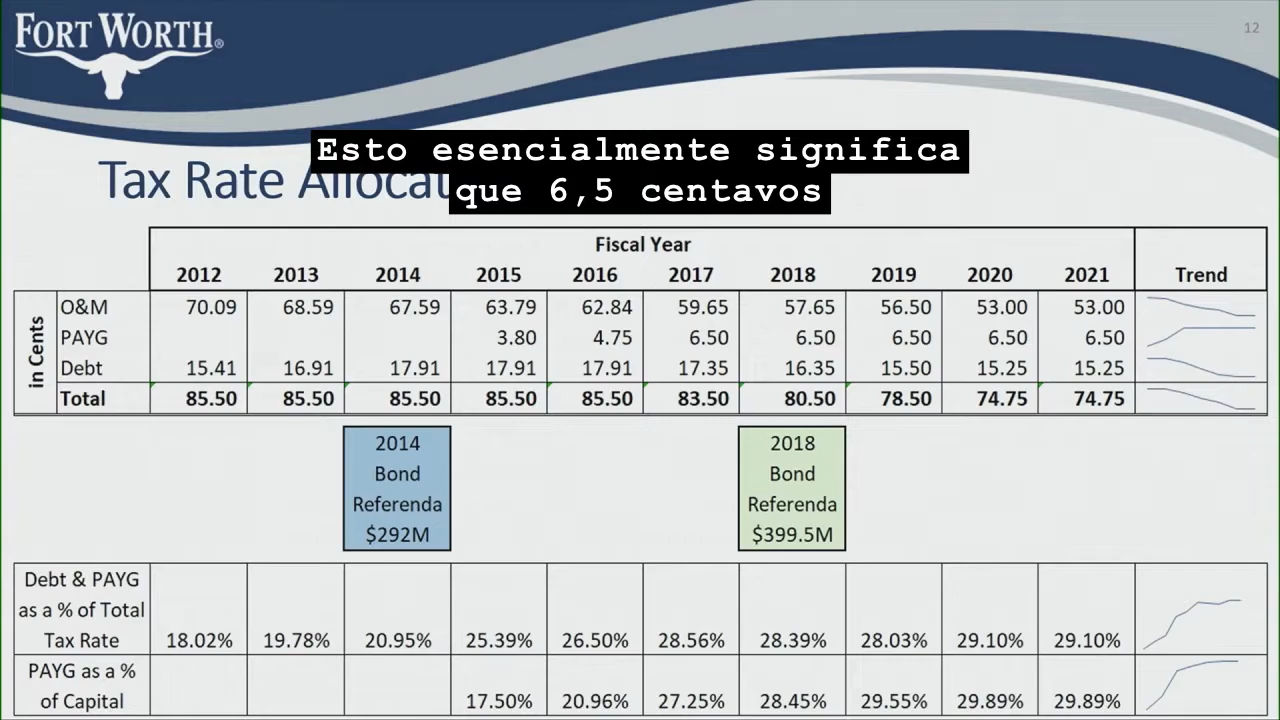 FORT WORTH®
12
Esto esencialmente significa
que 6,5 centavos
Tax Rate Allocat
Fiscal Year
2012 2013 2014 2015 2016 2017 2018 2019 2020 2021 Trend
in Cents
O&M 70.09 68.59 67.59 63.79 62.84 59.65 57.65 56.50 53.00 53.00
PAYG 3.80 4.75 6.50 6.50 6.50 6.50 6.50
Debt 15.41 16.91 17.91 17.91 17.91 17.35 16.35 15.50 15.25 15.25
Total 85.50 85.50 85.50 85.50 85.50 83.50 80.50 78.50 74.75 74.75
2014
Bond
Referenda
$292M
2018
Bond
Referenda
$399.5M
Debt & PAYG
as a % of Total
Tax Rate 18.02% 19.78% 20.95% 25.39% 26.50% 28.56% 28.39% 28.03% 29.10% 29.10%
PAYG as a %
of Capital 17.50% 20.96% 27.25% 28.45% 29.55% 29.89% 29.89%